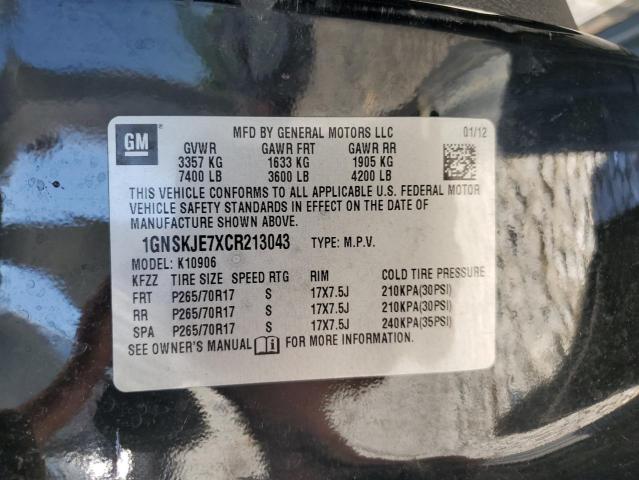 GM
MFD BY GENERAL MOTORS LLC 01/12
GVWR GAWR FRT GAWR RR
3357 KG 1633 KG 1905 KG
7400 LB 3600 LB 4200 LB
THIS VEHICLE CONFORMS TO ALL APPLICABLE U.S. FEDERAL MOTOR
VEHICLE SAFETY STANDARDS IN EFFECT ON THE DATE OF
MANUFACTURE SHOWN ABOVE.
1GNSKJE7XCR213043 TYPE: M.P.V.
MODEL: K10906
KFZZ TIRE SIZE SPEED RTG RIM COLD TIRE PRESSURE
FRT P265/70R17 S 17X7.5J 210KPA(30PSI)
RR P265/70R17 S 17X7.5J 210KPA(30PSI)
SPA P265/70R17 S 17X7.5J 240KPA(35PSI)
SEE OWNER'S MANUAL FOR MORE INFORMATION.